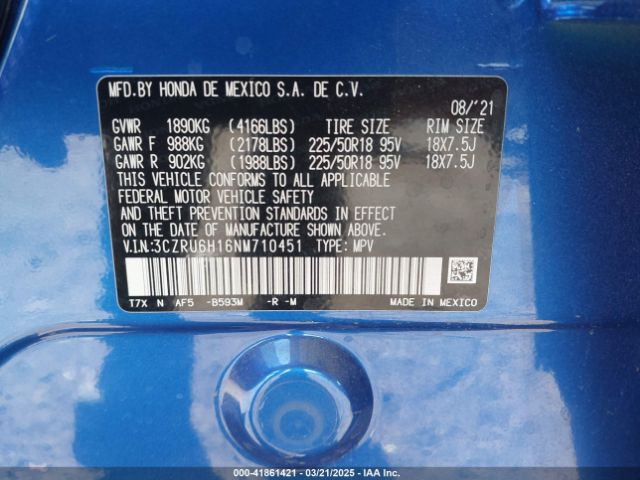 MFD.BY HONDA DE MEXICO S.A. DE C.V.
08/'21
GVWR 1890KG (4166LBS) TIRE SIZE RIM SIZE
GAWR F 988KG (2178LBS) 225/50R18 95V 18X7.5J
GAWR R 902KG (1988LBS) 225/50R18 95V 18X7.5J
THIS VEHICLE CONFORMS TO ALL APPLICABLE
FEDERAL MOTOR VEHICLE SAFETY
AND THEFT PREVENTION STANDARDS IN EFFECT
ON THE DATE OF MANUFACTURE SHOWN ABOVE.
V.I.N:3CZRU6H16NM710451 TYPE: MPV
T7X N AF5 -B593M -R -M MADE IN MEXICO
000-41861421 | 03/21/2025 | IAA Inc.